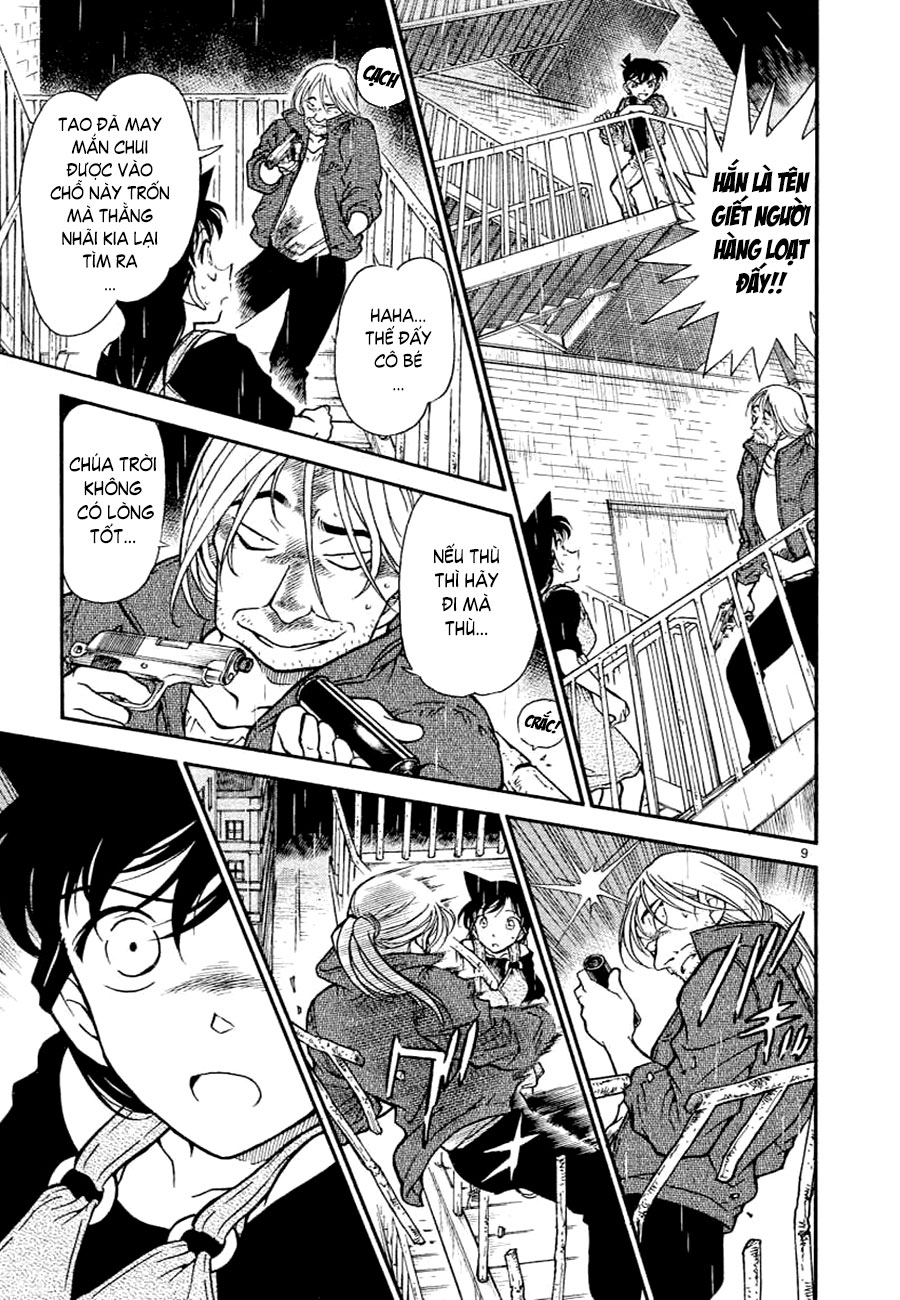 HẮN LÀ TÊN
GIẾT NGƯỜI
HÀNG LOẠT
ĐẤY!!
CẠCH
TAO ĐÃ MAY
MẮN CHUI
ĐƯỢC VÀO
CHỖ NÀY TRỐN
MÀ THẰNG
NHÃI KIA LẠI
TÌM RA
...
HAHA...
THẾ ĐẤY
CÔ BÉ
...
NẾU THÙ
THÌ HÃY
ĐI MÀ
THÙ...
CHÚA TRỜI
KHÔNG
CÓ LÒNG
TỐT...
CRẮC!
9